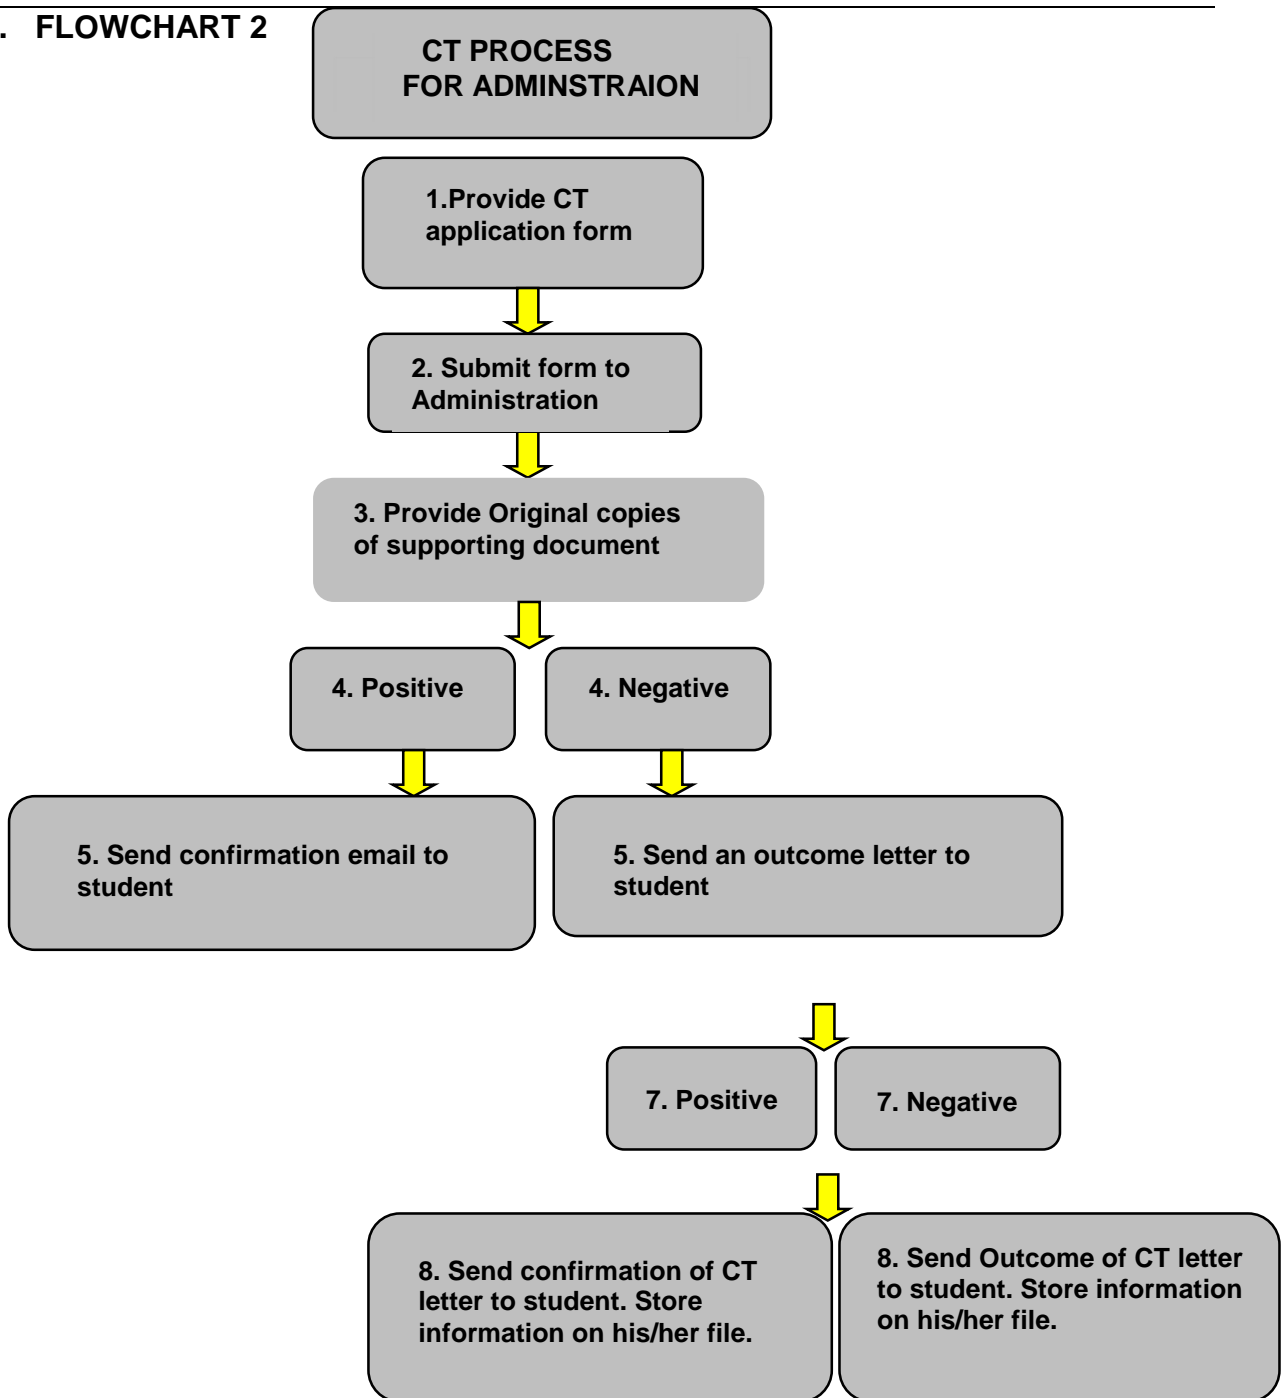 . FLOWCHART 2
CT PROCESS
FOR ADMINSTRAION
1.Provide CT
application form
2. Submit form to
Administration
3. Provide Original copies
of supporting document
4. Positive
4. Negative
5. Send confirmation email to
student
5. Send an outcome letter to
student
7. Positive
7. Negative
8. Send confirmation of CT
letter to student. Store
information on his/her file.
8. Send Outcome of CT letter
to student. Store information
on his/her file.